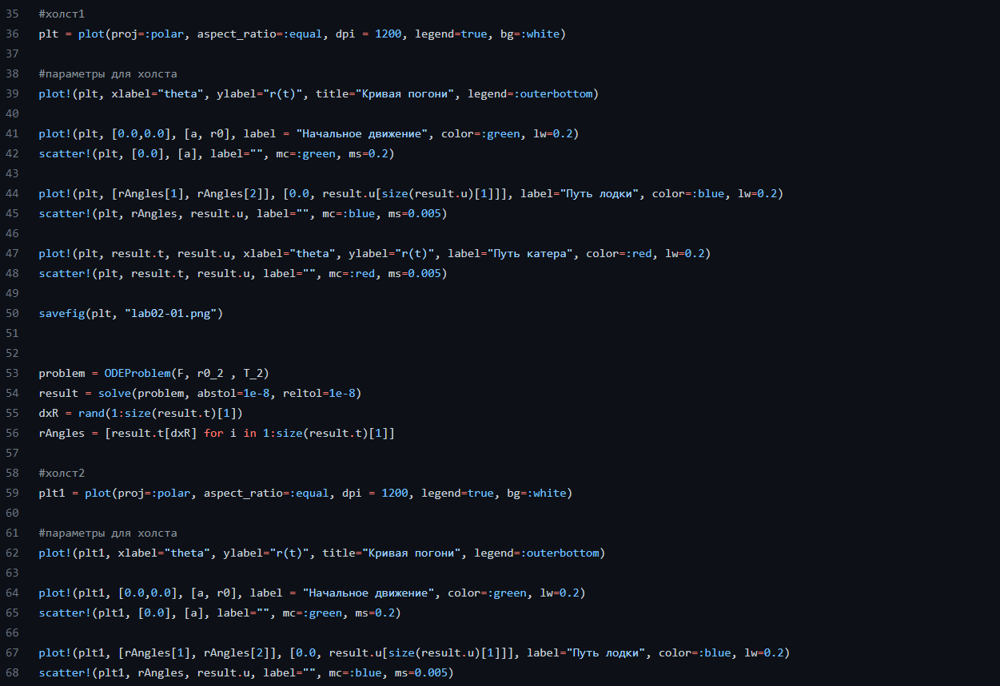 35 #холст1
36 plt = plot(proj=:polar, aspect_ratio=:equal, dpi = 1200, legend=true, bg=:white)
37
38 #параметры для холста
39 plot!(plt, xlabel="theta", ylabel="r(t)", title="Кривая погони", legend=:outerbottom)
40
41 plot!(plt, [0.0,0.0], [a, r0], label = "Начальное движение", color=:green, lw=0.2)
42 scatter!(plt, [0.0], [a], label="", mc=:green, ms=0.2)
43
44 plot!(plt, [rAngles[1], rAngles[2]], [0.0, result.u[size(result.u)[1]]], label="Путь лодки", color=:blue, lw=0.2)
45 scatter!(plt, rAngles, result.u, label="", mc=:blue, ms=0.005)
46
47 plot!(plt, result.t, result.u, xlabel="theta", ylabel="r(t)", label="Путь катера", color=:red, lw=0.2)
48 scatter!(plt, result.t, result.u, label="", mc=:red, ms=0.005)
49
50 savefig(plt, "lab02-01.png")
51
52
53 problem = ODEProblem(F, r0_2 , T_2)
54 result = solve(problem, abstol=1e-8, reltol=1e-8)
55 dxR = rand(1:size(result.t)[1])
56 rAngles = [result.t[dxR] for i in 1:size(result.t)[1]]
57
58 #холст2
59 plt1 = plot(proj=:polar, aspect_ratio=:equal, dpi = 1200, legend=true, bg=:white)
60
61 #параметры для холста
62 plot!(plt1, xlabel="theta", ylabel="r(t)", title="Кривая погони", legend=:outerbottom)
63
64 plot!(plt1, [0.0,0.0], [a, r0], label = "Начальное движение", color=:green, lw=0.2)
65 scatter!(plt1, [0.0], [a], label="", mc=:green, ms=0.2)
66
67 plot!(plt1, [rAngles[1], rAngles[2]], [0.0, result.u[size(result.u)[1]]], label="Путь лодки", color=:blue, lw=0.2)
68 scatter!(plt1, rAngles, result.u, label="", mc=:blue, ms=0.005)